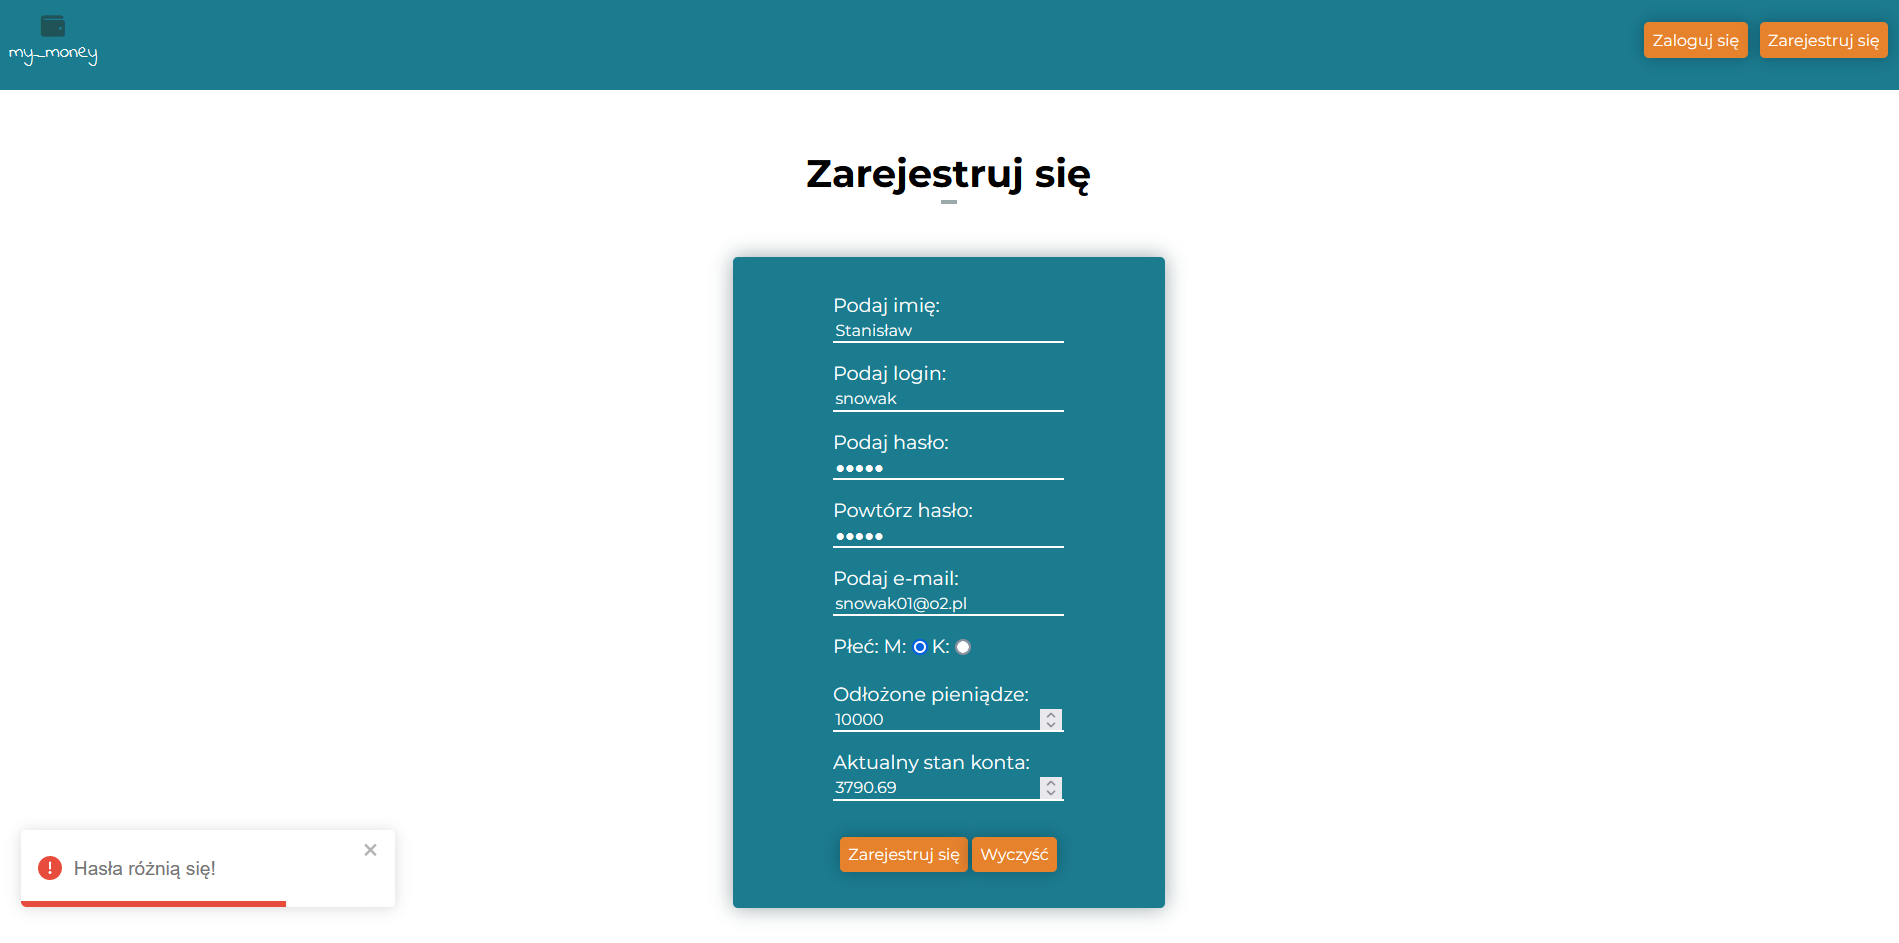 my_money
Zaloguj się
Zarejestruj się
Zarejestruj się
Podaj imię:
Stanisław
Podaj login:
snowak
Podaj hasło:
•••••
Powtórz hasło:
•••••
Podaj e-mail:
snowak01@o2.pl
Płeć: M: K:
Odłożone pieniądze:
10000
Aktualny stan konta:
3790.69
Zarejestruj się
Wyczyść
Hasła różnią się!